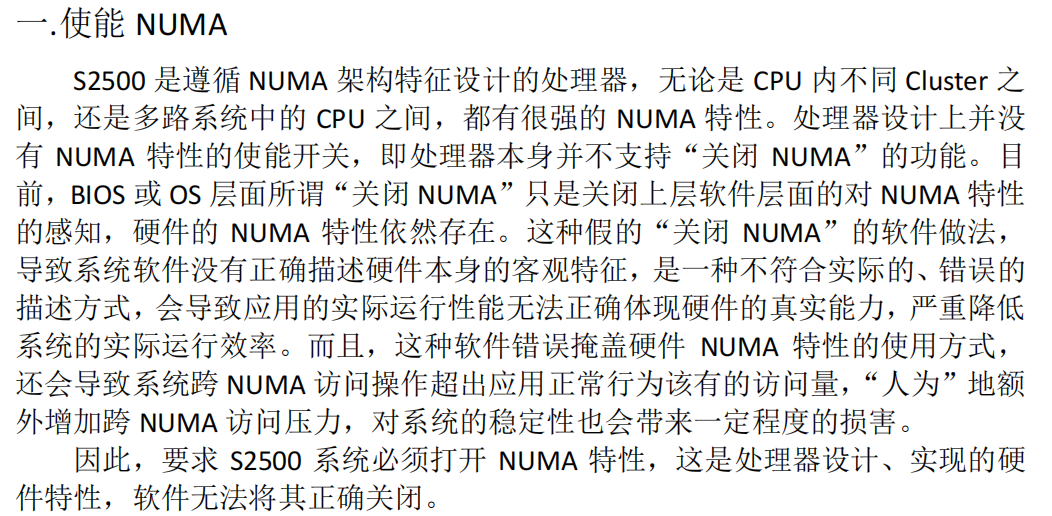 一.使能 NUMA
S2500 是遵循 NUMA 架构特征设计的处理器，无论是 CPU 内不同 Cluster 之
间，还是多路系统中的 CPU 之间，都有很强的 NUMA 特性。处理器设计上并没
有 NUMA 特性的使能开关，即处理器本身并不支持“关闭 NUMA”的功能。目
前，BIOS 或 OS 层面所谓“关闭 NUMA”只是关闭上层软件层面的对 NUMA 特性
的感知，硬件的 NUMA 特性依然存在。这种假的“关闭 NUMA”的软件做法，
导致系统软件没有正确描述硬件本身的客观特征，是一种不符合实际的、错误的
描述方式，会导致应用的实际运行性能无法正确体现硬件的真实能力，严重降低
系统的实际运行效率。而且，这种软件错误掩盖硬件 NUMA 特性的使用方式，
还会导致系统跨 NUMA 访问操作超出应用正常行为该有的访问量，“人为”地额
外增加跨 NUMA 访问压力，对系统的稳定性也会带来一定程度的损害。
因此，要求 S2500 系统必须打开 NUMA 特性，这是处理器设计、实现的硬
件特性，软件无法将其正确关闭。